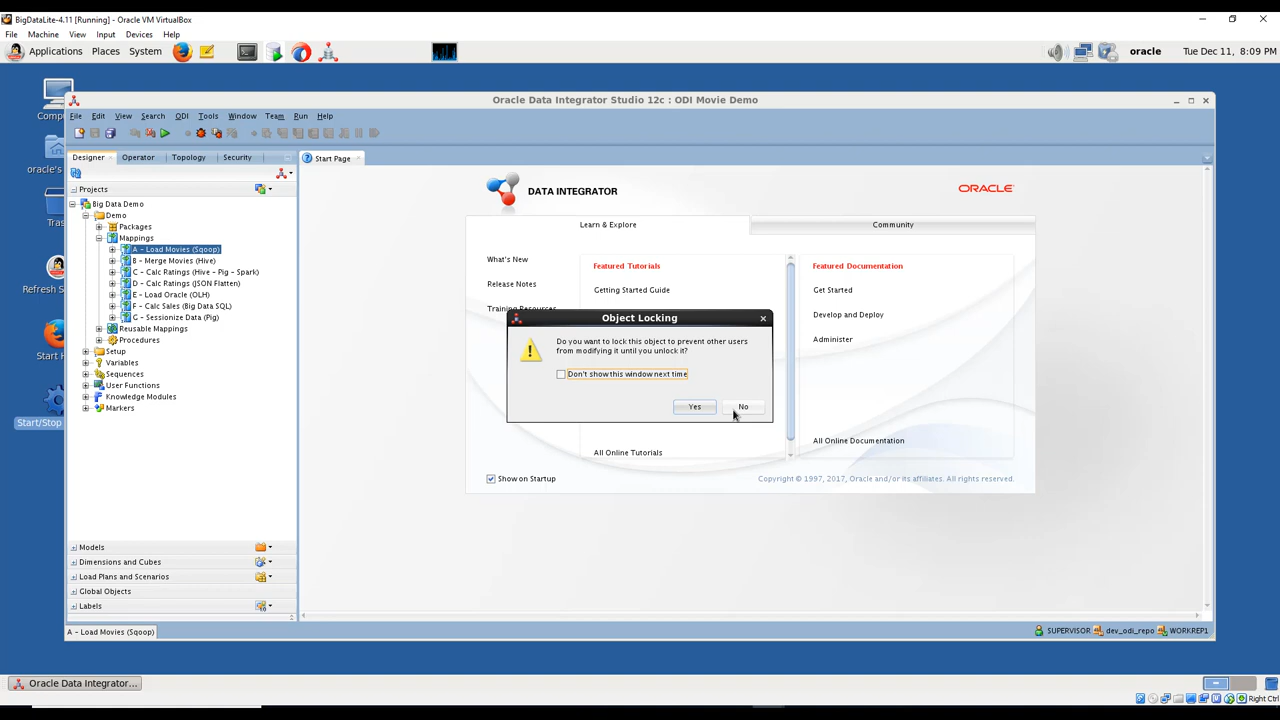 BigDataLite-4.11 [Running] - Oracle VM VirtualBox
File Machine View Input Devices Help
Applications Places System oracle Tue Dec 11, 8:09 PM
Oracle Data Integrator Studio 12c : ODI Movie Demo
File Edit View Search ODI Tools Window Team Run Help
Designer Operator Topology Security
Start Page
Projects
Big Data Demo
Demo
Packages
Mappings
A - Load Movies (Sqoop)
B - Merge Movies (Hive)
C - Calc Ratings (Hive - Pig - Spark)
D - Calc Ratings (JSON Flatten)
E - Load Oracle (OLH)
F - Calc Sales (Big Data SQL)
G - Sessionize Data (Pig)
Reusable Mappings
Procedures
Setup
Variables
Sequences
User Functions
Knowledge Modules
Markers
Models
Dimensions and Cubes
Load Plans and Scenarios
Global Objects
Labels
A - Load Movies (Sqoop)
DATA INTEGRATOR
ORACLE
Learn & Explore
Community
What's New
Release Notes
Training Resources
Featured Tutorials
Getting Started Guide
All Online Tutorials
Featured Documentation
Get Started
Develop and Deploy
Administer
All Online Documentation
Show on Startup
Copyright © 1997, 2017, Oracle and/or its affiliates. All rights reserved.
Object Locking
Do you want to lock this object to prevent other users
from modifying it until you unlock it?
Don't show this window next time
Yes No
SUPERVISOR dev_odi_repo WORKREP1
oracle's
Refresh S
Start H
Start/Stop
Oracle Data Integrator...
Right Ctrl